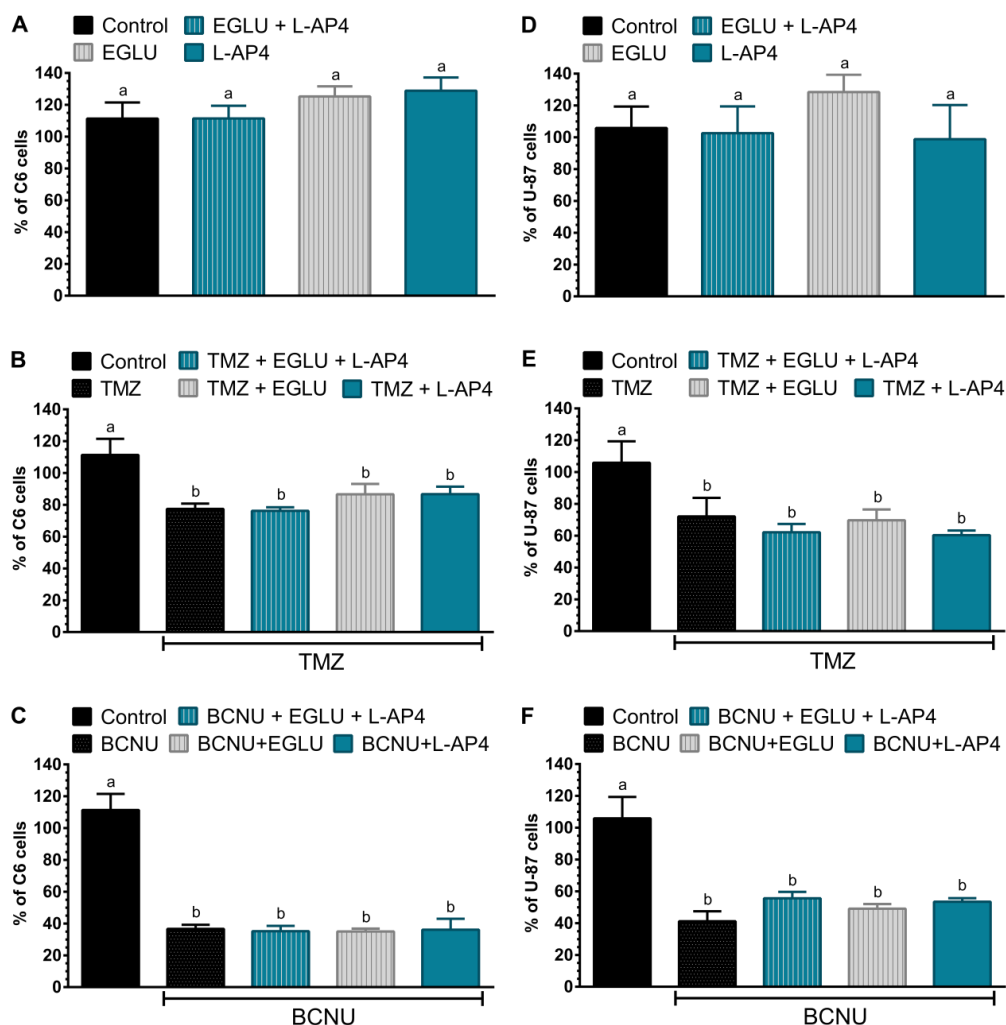 A
Control
EGLU + L-AP4
EGLU
L-AP4
% of C6 cells
140
120
100
80
60
40
20
0
a
a
a
a
D
Control
EGLU + L-AP4
EGLU
L-AP4
% of U-87 cells
140
120
100
80
60
40
20
0
a
a
a
a
B
Control
TMZ + EGLU + L-AP4
TMZ
TMZ + EGLU
TMZ + L-AP4
% of C6 cells
140
120
100
80
60
40
20
0
a
b
b
b
b
TMZ
E
Control
TMZ + EGLU + L-AP4
TMZ
TMZ + EGLU
TMZ + L-AP4
% of U-87 cells
140
120
100
80
60
40
20
0
a
b
b
b
b
TMZ
C
Control
BCNU + EGLU + L-AP4
BCNU
BCNU+EGLU
BCNU+L-AP4
% of C6 cells
140
120
100
80
60
40
20
0
a
b
b
b
b
BCNU
F
Control
BCNU + EGLU + L-AP4
BCNU
BCNU+EGLU
BCNU+L-AP4
% of U-87 cells
140
120
100
80
60
40
20
0
a
b
b
b
b
BCNU